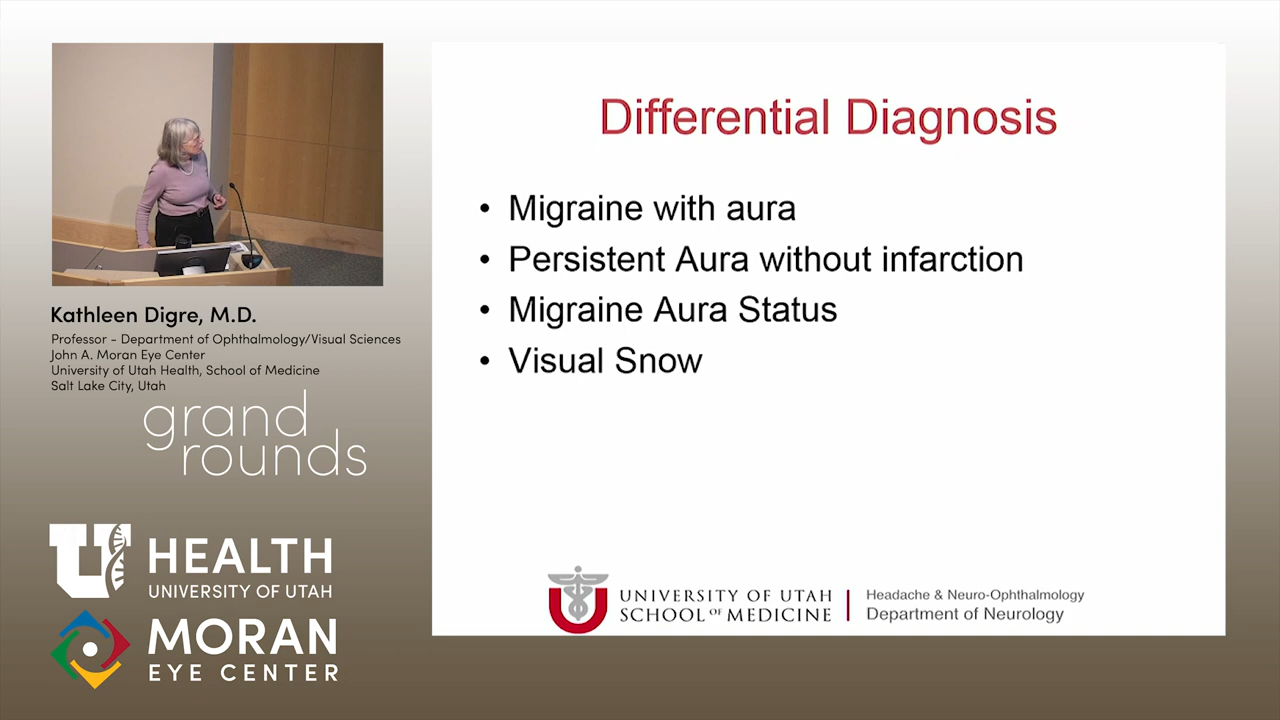 Differential Diagnosis
• Migraine with aura
• Persistent Aura without infarction
• Migraine Aura Status
• Visual Snow
Kathleen Digre, M.D.
Professor - Department of Ophthalmology/Visual Sciences
John A. Moran Eye Center
University of Utah Health, School of Medicine
Salt Lake City, Utah
grand
rounds
U HEALTH
UNIVERSITY OF UTAH
MORAN
EYE CENTER
U UNIVERSITY OF UTAH
SCHOOL OF MEDICINE
Headache & Neuro-Ophthalmology
Department of Neurology